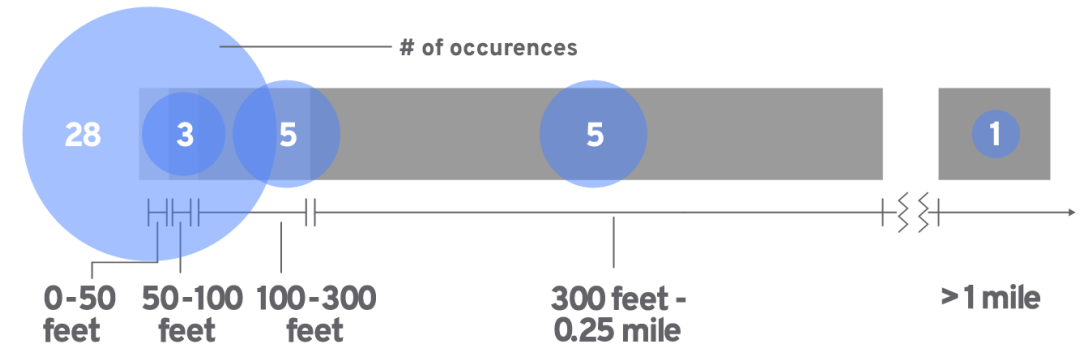 # of occurences
28
3
5
5
1
0-50
feet
50-100
feet
100-300
feet
300 feet -
0.25 mile
> 1 mile